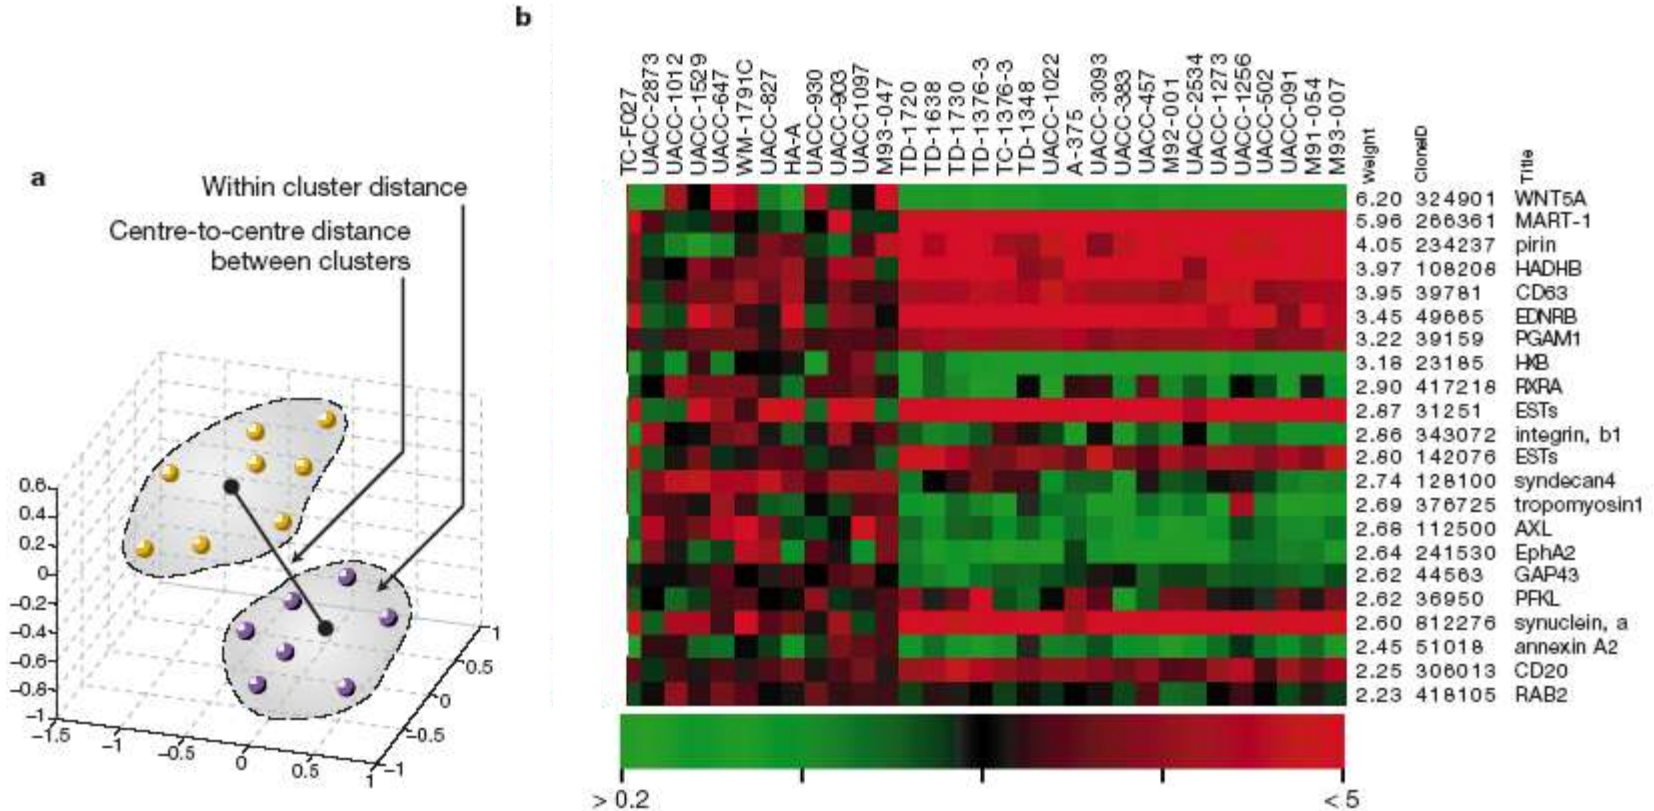 a
Within cluster distance
Centre-to-centre distance
between clusters
0.6
0.4
0.2
0
–0.2
–0.4
–0.6
–0.8
–1
–1.5
–1
–0.5
0
0.5
1
–1
–0.5
0
0.5
1
b
TC-F027
UACC-2873
UACC-1012
UACC-1529
UACC-647
WM-1791C
UACC-827
HA-A
UACC-930
UACC-903
UACC1097
M93-047
TD-1720
TD-1638
TD-1730
TD-1376-3
TC-1376-3
TD-1348
UACC-1022
A-375
UACC-3093
UACC-383
UACC-457
M92-001
UACC-2534
UACC-1273
UACC-1256
UACC-502
UACC-091
M91-054
M93-007
Weight CloneID Title
6.20 324901 WNT5A
5.96 266361 MART-1
4.05 234237 pirin
3.97 108208 HADHB
3.95 39781 CD63
3.45 49665 EDNRB
3.22 39159 PGAM1
3.18 23185 HXB
2.90 417218 RXRA
2.87 31251 ESTs
2.86 343072 integrin, b1
2.80 142076 ESTs
2.74 128100 syndecan4
2.69 376725 tropomyosin1
2.68 112500 AXL
2.64 241530 EphA2
2.62 44563 GAP43
2.62 36950 PFKL
2.60 812276 synuclein, a
2.45 51018 annexin A2
2.25 306013 CD20
2.23 418105 RAB2
> 0.2
< 5